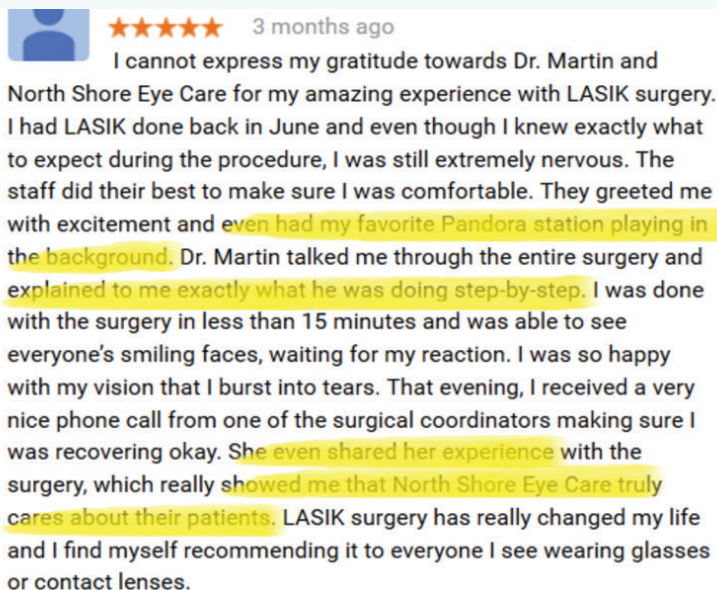 3 months ago
I cannot express my gratitude towards Dr. Martin and
North Shore Eye Care for my amazing experience with LASIK surgery.
I had LASIK done back in June and even though I knew exactly what
to expect during the procedure, I was still extremely nervous. The
staff did their best to make sure I was comfortable. They greeted me
with excitement and even had my favorite Pandora station playing in
the background. Dr. Martin talked me through the entire surgery and
explained to me exactly what he was doing step-by-step. I was done
with the surgery in less than 15 minutes and was able to see
everyone’s smiling faces, waiting for my reaction. I was so happy
with my vision that I burst into tears. That evening, I received a very
nice phone call from one of the surgical coordinators making sure I
was recovering okay. She even shared her experience with the
surgery, which really showed me that North Shore Eye Care truly
cares about their patients. LASIK surgery has really changed my life
and I find myself recommending it to everyone I see wearing glasses
or contact lenses.